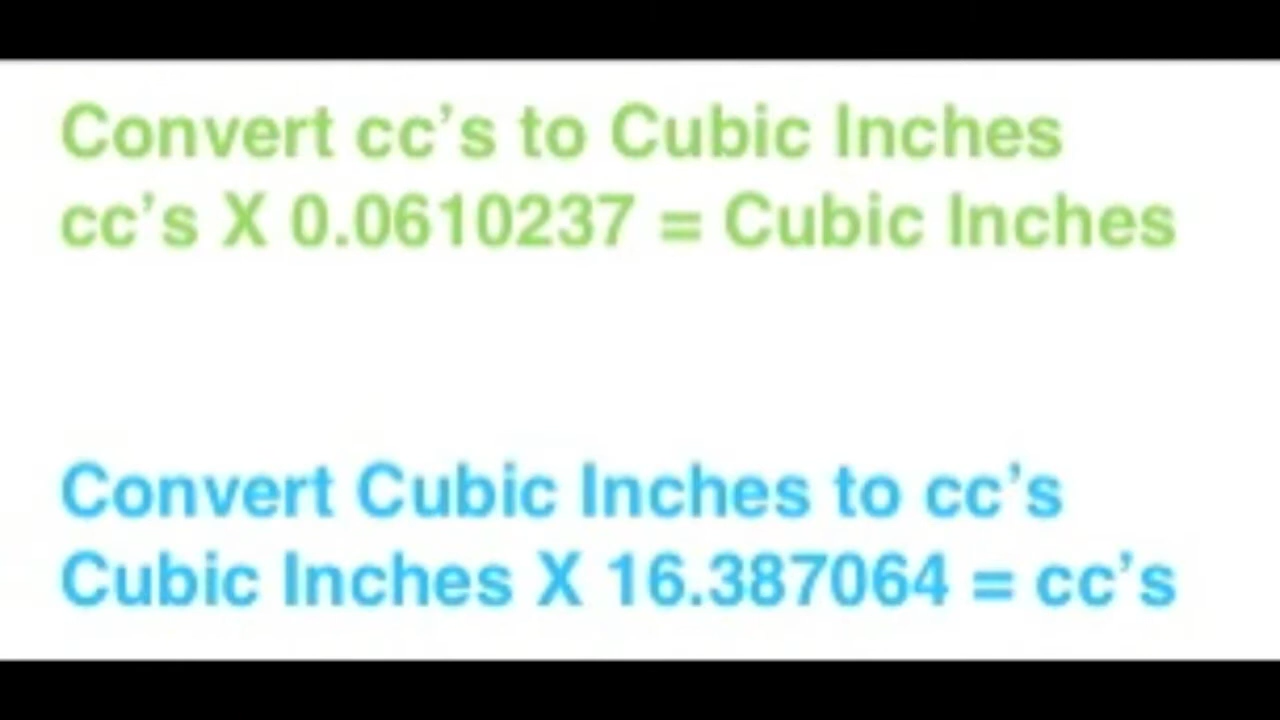 Convert cc’s to Cubic Inches
cc’s X 0.0610237 = Cubic Inches
Convert Cubic Inches to cc’s
Cubic Inches X 16.387064 = cc’s